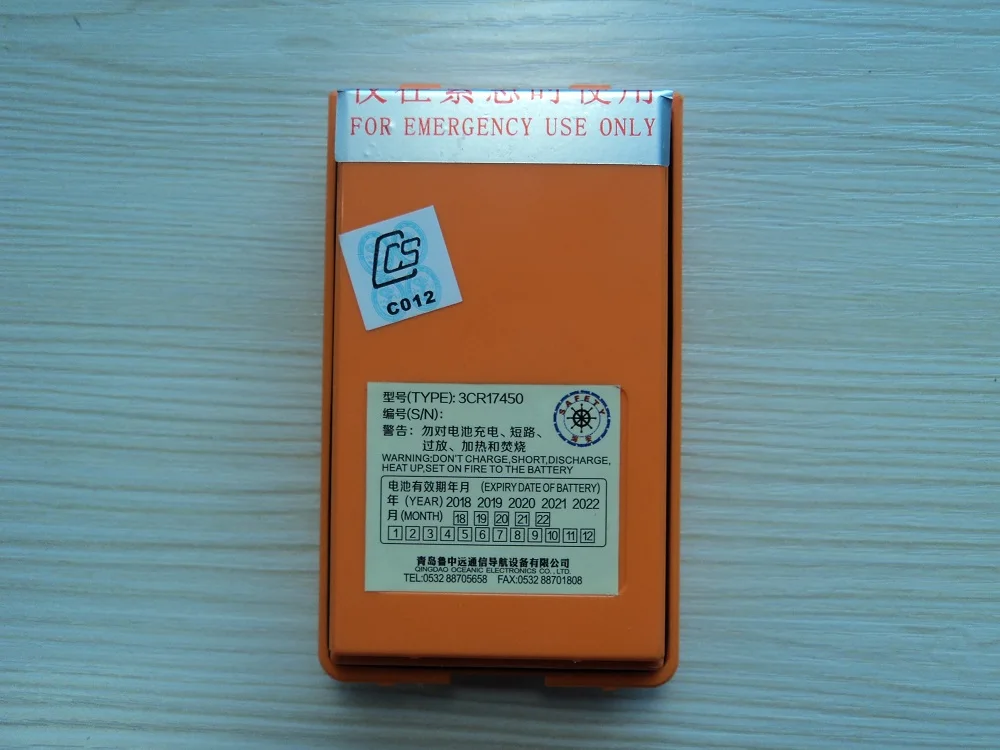 仅在紧急时使用
FOR EMERGENCY USE ONLY
CCS
C012
型号(TYPE): 3CR17450
编号(S/N):
警告: 勿对电池充电、短路、
过放、加热和焚烧
WARNING:DON'T CHARGE,SHORT,DISCHARGE,
HEAT UP,SET ON FIRE TO THE BATTERY
SAFETY
电池有效期年月 (EXPIRY DATE OF BATTERY)
年 (YEAR) 2018 2019 2020 2021 2022
月(MONTH) 18 19 20 21 22
1 2 3 4 5 6 7 8 9 10 11 12
青岛鲁中远通信导航设备有限公司
QINGDAO OCEANIC ELECTRONICS CO., LTD.
TEL:0532 88705658 FAX:0532 88701808